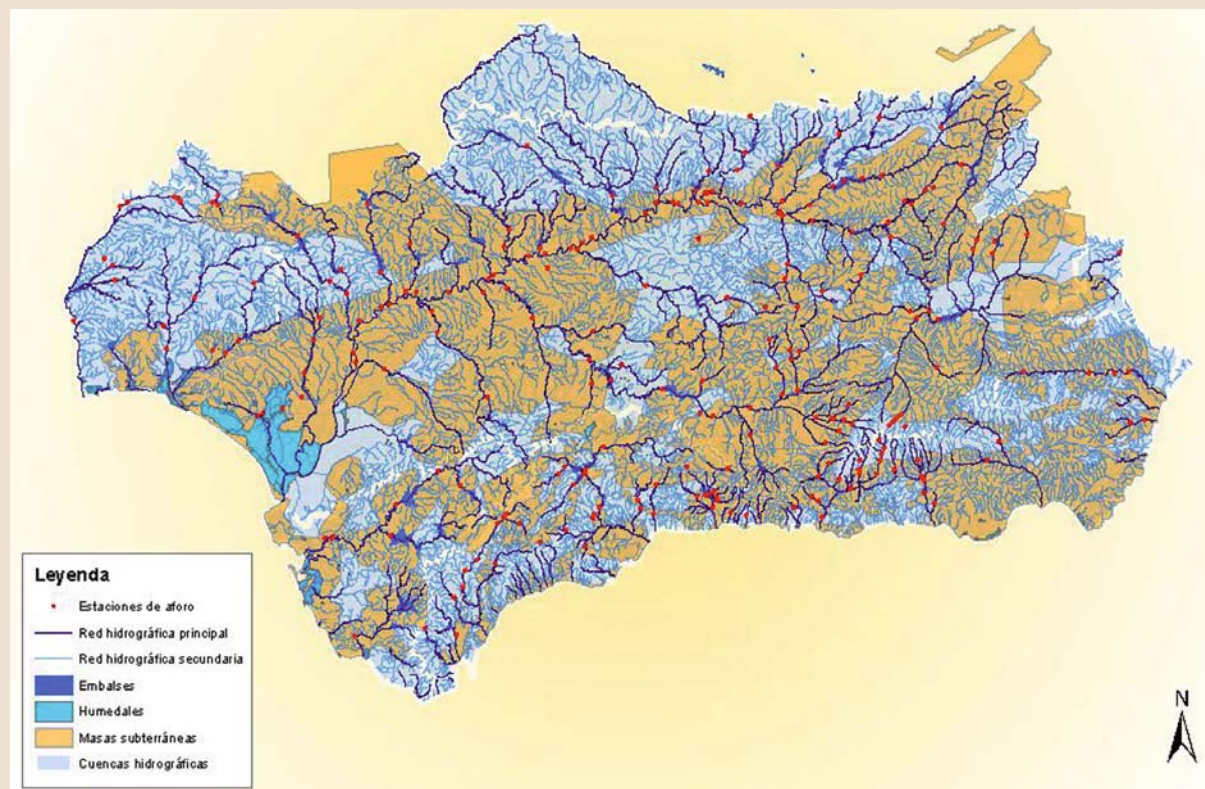 Leyenda
Estaciones de aforo
Red hidrográfica principal
Red hidrográfica secundaria
Embalses
Humedales
Masas subterráneas
Cuencas hidrográficas
N